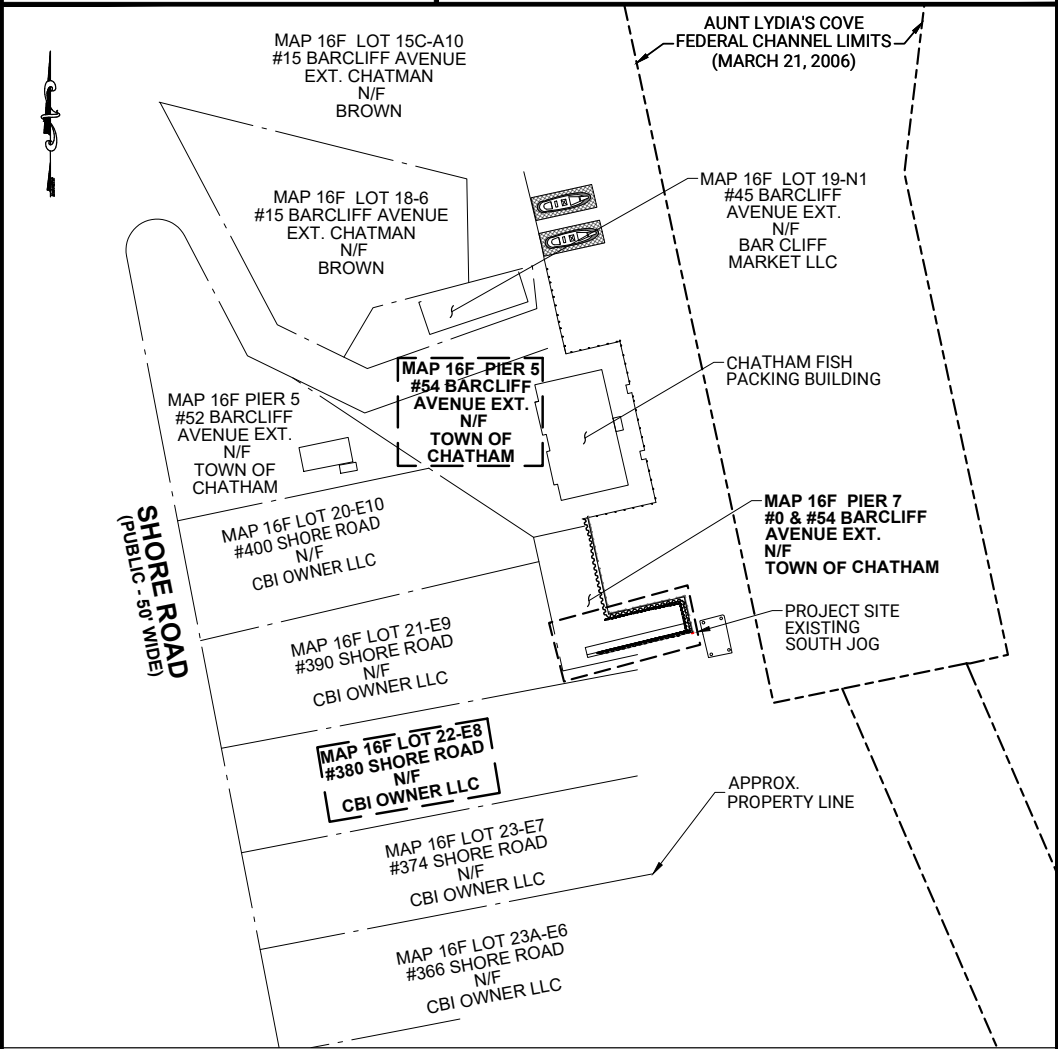 AUNT LYDIA'S COVE
FEDERAL CHANNEL LIMITS
(MARCH 21, 2006)
MAP 16F LOT 15C-A10
#15 BARCLIFF AVENUE
EXT. CHATMAN
N/F
BROWN
MAP 16F LOT 18-6
#15 BARCLIFF AVENUE
EXT. CHATMAN
N/F
BROWN
MAP 16F LOT 19-N1
#45 BARCLIFF
AVENUE EXT.
N/F
BAR CLIFF
MARKET LLC
MAP 16F PIER 5
#54 BARCLIFF
AVENUE EXT.
N/F
TOWN OF
CHATHAM
CHATHAM FISH
PACKING BUILDING
MAP 16F PIER 5
#52 BARCLIFF
AVENUE EXT.
N/F
TOWN OF
CHATHAM
SHORE ROAD
(PUBLIC - 50' WIDE)
MAP 16F LOT 20-E10
#400 SHORE ROAD
N/F
CBI OWNER LLC
MAP 16F PIER 7
#0 & #54 BARCLIFF
AVENUE EXT.
N/F
TOWN OF CHATHAM
PROJECT SITE
EXISTING
SOUTH JOG
MAP 16F LOT 21-E9
#390 SHORE ROAD
N/F
CBI OWNER LLC
MAP 16F LOT 22-E8
#380 SHORE ROAD
N/F
CBI OWNER LLC
APPROX.
PROPERTY LINE
MAP 16F LOT 23-E7
#374 SHORE ROAD
N/F
CBI OWNER LLC
MAP 16F LOT 23A-E6
#366 SHORE ROAD
N/F
CBI OWNER LLC